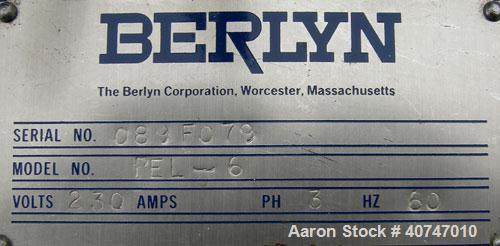 BERLYN
The Berlyn Corporation, Worcester, Massachusetts
SERIAL NO. 089F079
MODEL NO. PEL-6
VOLTS 230 AMPS PH 3 HZ 60
Aaron Stock # 40747010